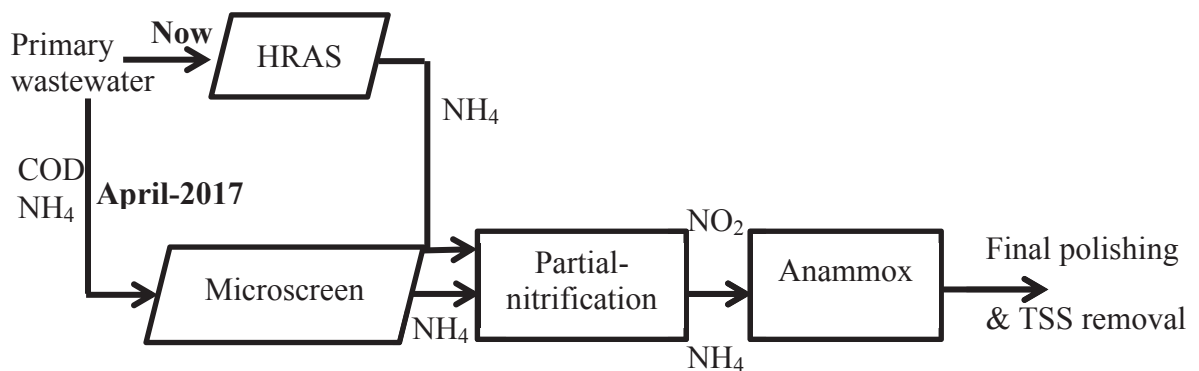 Primary
wastewater
Now
HRAS
NH₄
COD
NH₄
April-2017
Microscreen
NH₄
Partial-
nitrification
NO₂
NH₄
Anammox
Final polishing
& TSS removal